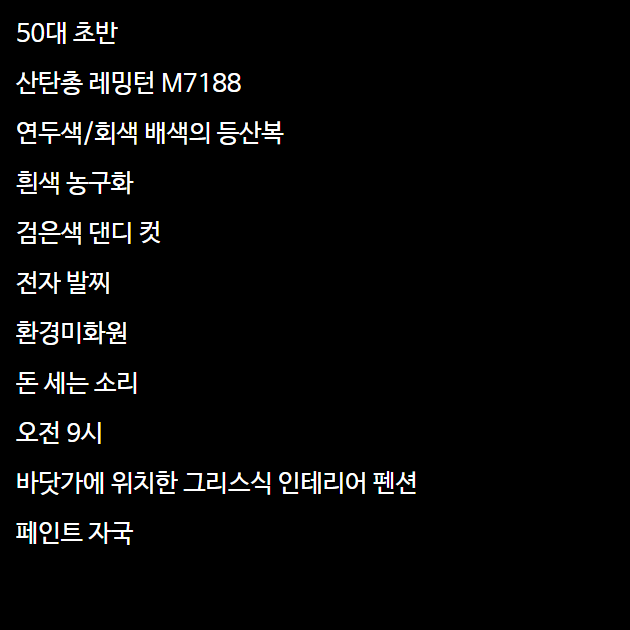 50대 초반
산탄총 레밍턴 M7188
연두색/회색 배색의 등산복
흰색 농구화
검은색 댄디 컷
전자 발찌
환경미화원
돈 세는 소리
오전 9시
바닷가에 위치한 그리스식 인테리어 펜션
페인트 자국